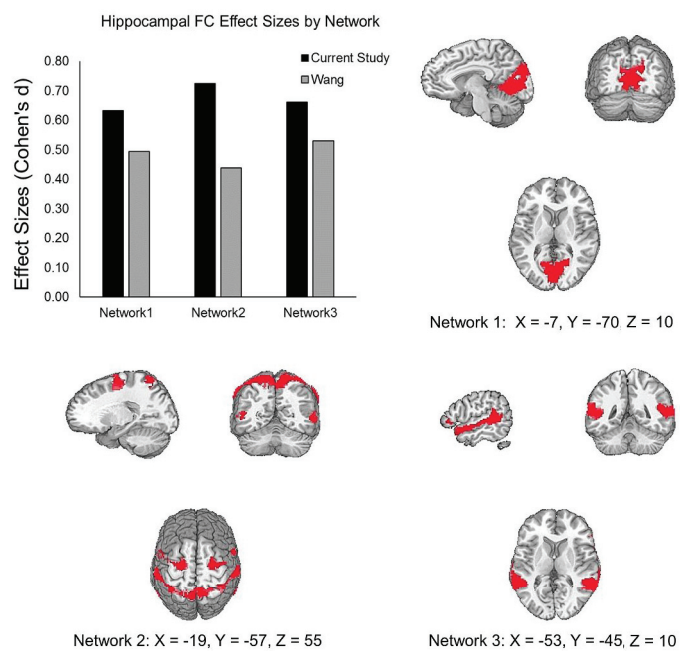 Hippocampal FC Effect Sizes by Network
Current Study
Wang
Effect Sizes (Cohen's d)
0.80
0.70
0.60
0.50
0.40
0.30
0.20
0.10
0.00
Network1 Network2 Network3
Network 1: X = -7, Y = -70 Z = 10
Network 2: X = -19, Y = -57, Z = 55
Network 3: X = -53, Y = -45, Z = 10